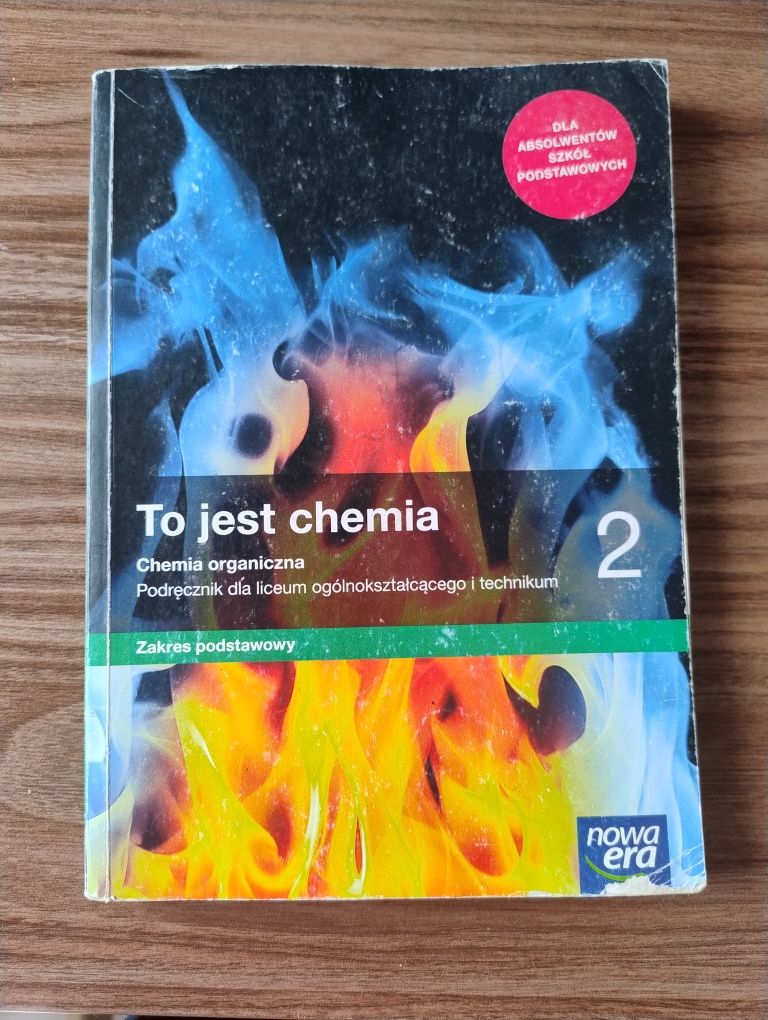 DLA
ABSOLWENTÓW
SZKÓŁ
PODSTAWOWYCH
To jest chemia
2
Chemia organiczna
Podręcznik dla liceum ogólnokształcącego i technikum
Zakres podstawowy
nowa
era